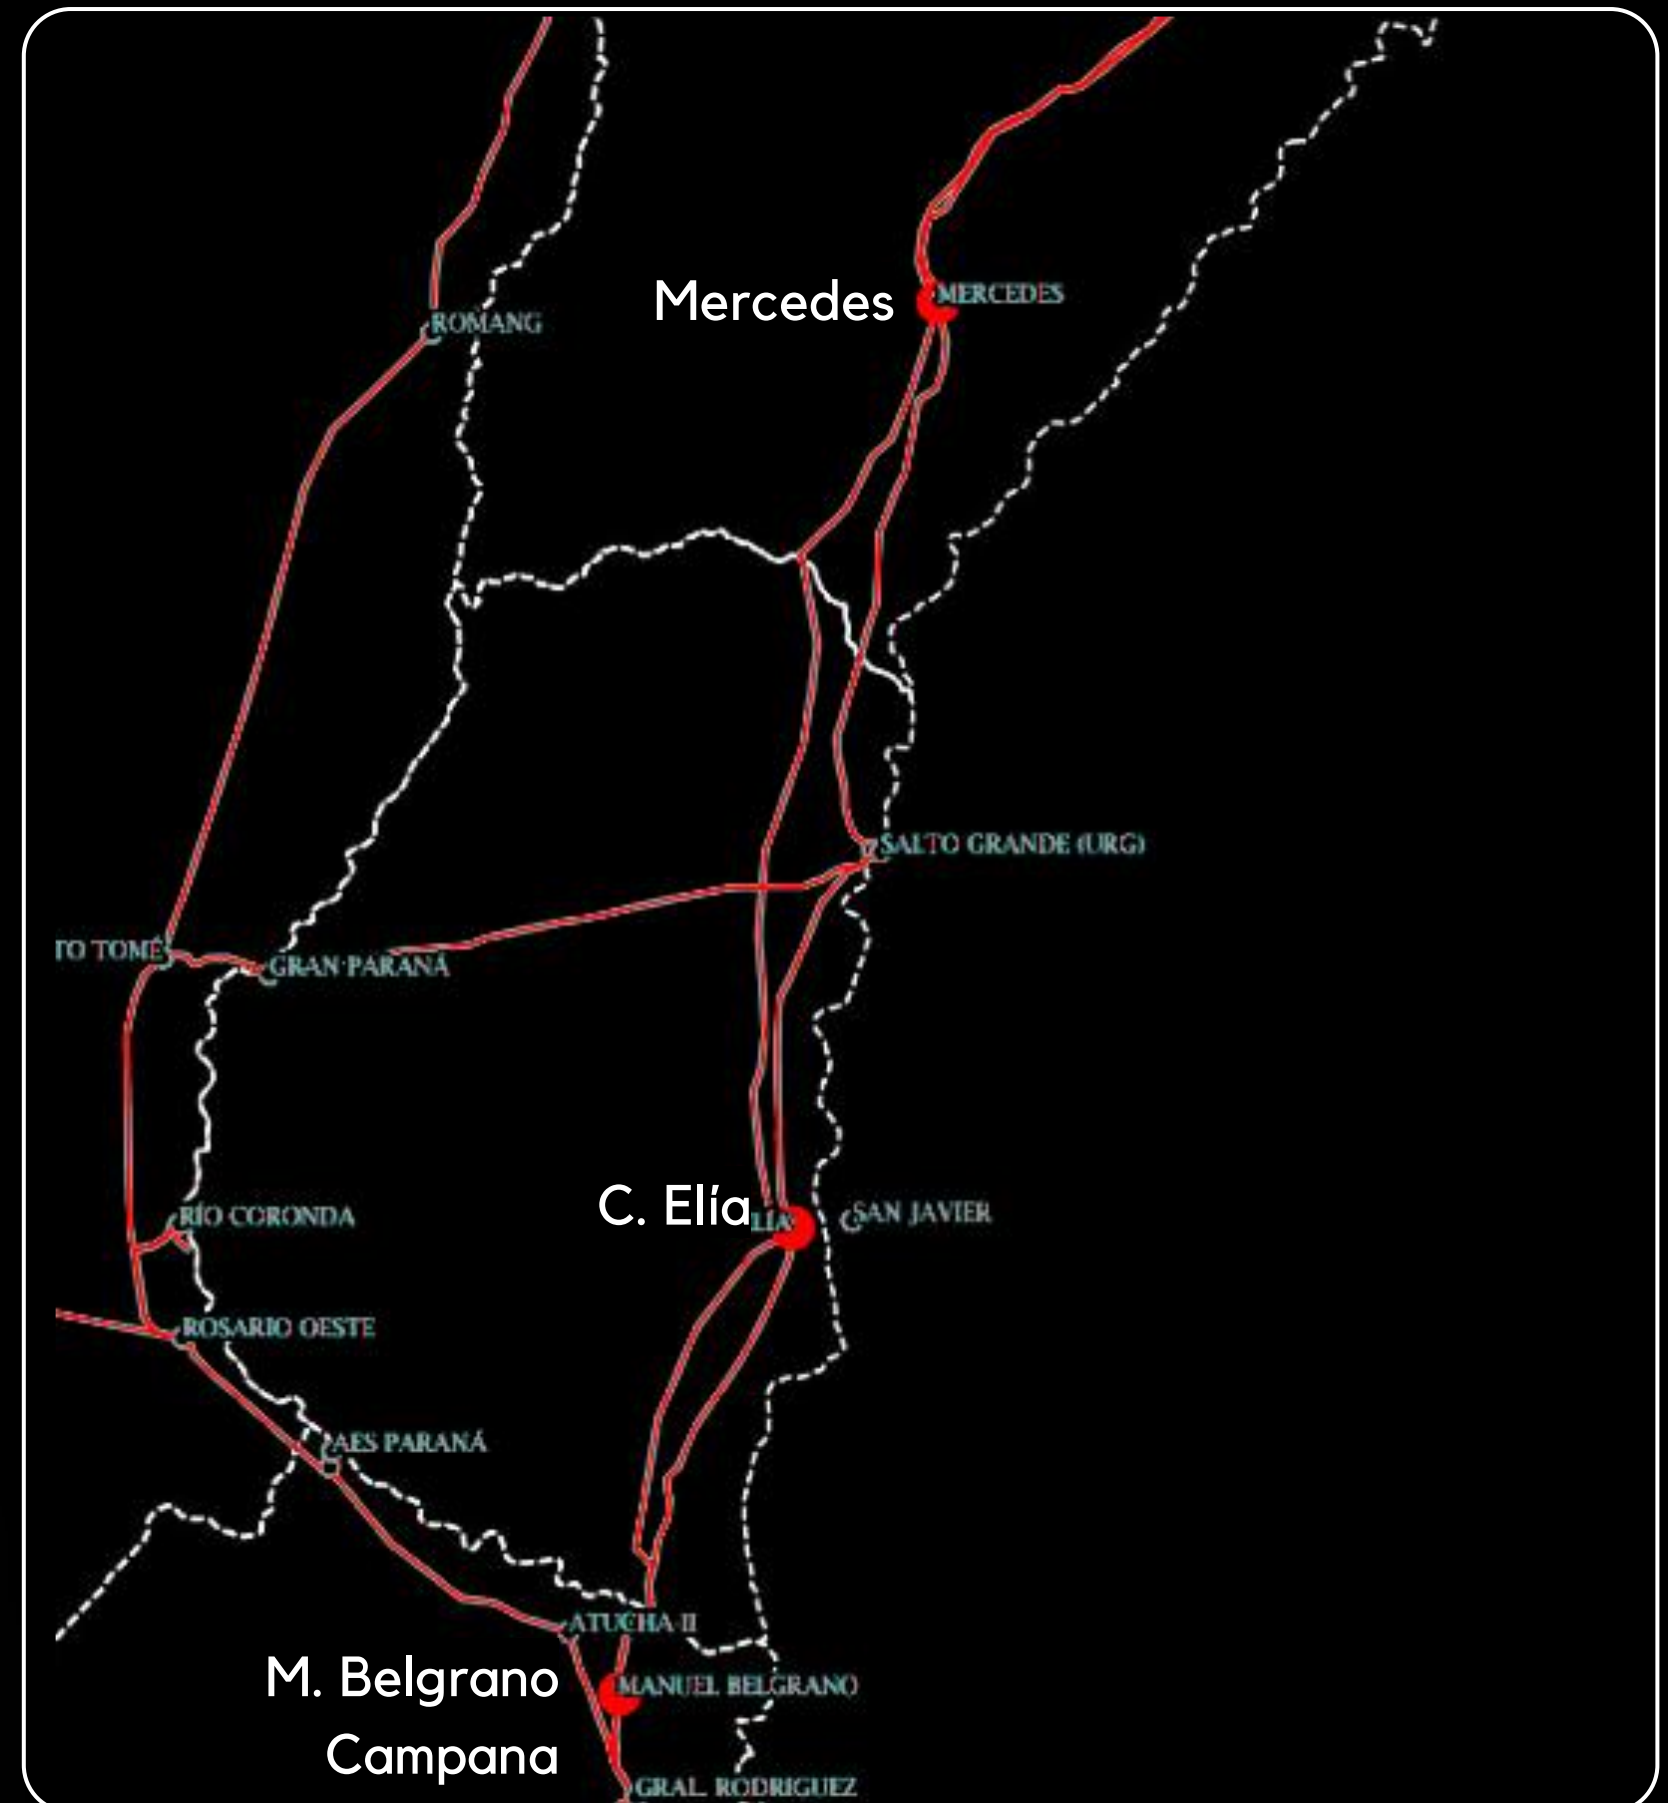 Mercedes
MERCEDES
ROMANG
SALTO GRANDE (URG)
TO TOMÉ
GRAN PARANÁ
C. Elía
LÍA
SAN JAVIER
RÍO CORONDA
ROSARIO OESTE
AES PARANÁ
ATUCHA II
M. Belgrano
MANUEL BELGRANO
Campana
GRAL. RODRIGUEZ